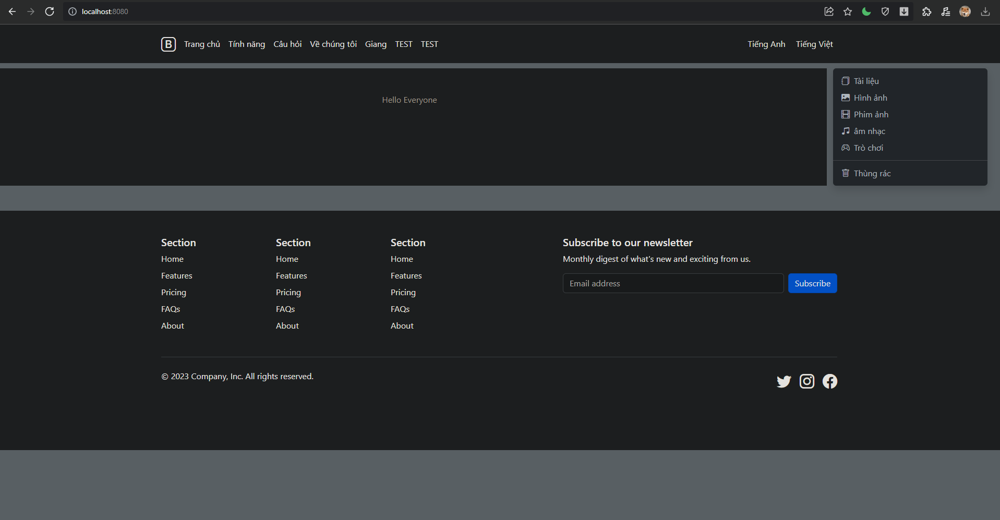 localhost:8080
B Trang chủ Tính năng Câu hỏi Về chúng tôi Giang TEST TEST Tiếng Anh Tiếng Việt
Hello Everyone
Tài liệu
Hình ảnh
Phim ảnh
âm nhạc
Trò chơi
Thùng rác
Section
Home
Features
Pricing
FAQs
About
Section
Home
Features
Pricing
FAQs
About
Section
Home
Features
Pricing
FAQs
About
Subscribe to our newsletter
Monthly digest of what's new and exciting from us.
Email address Subscribe
© 2023 Company, Inc. All rights reserved.